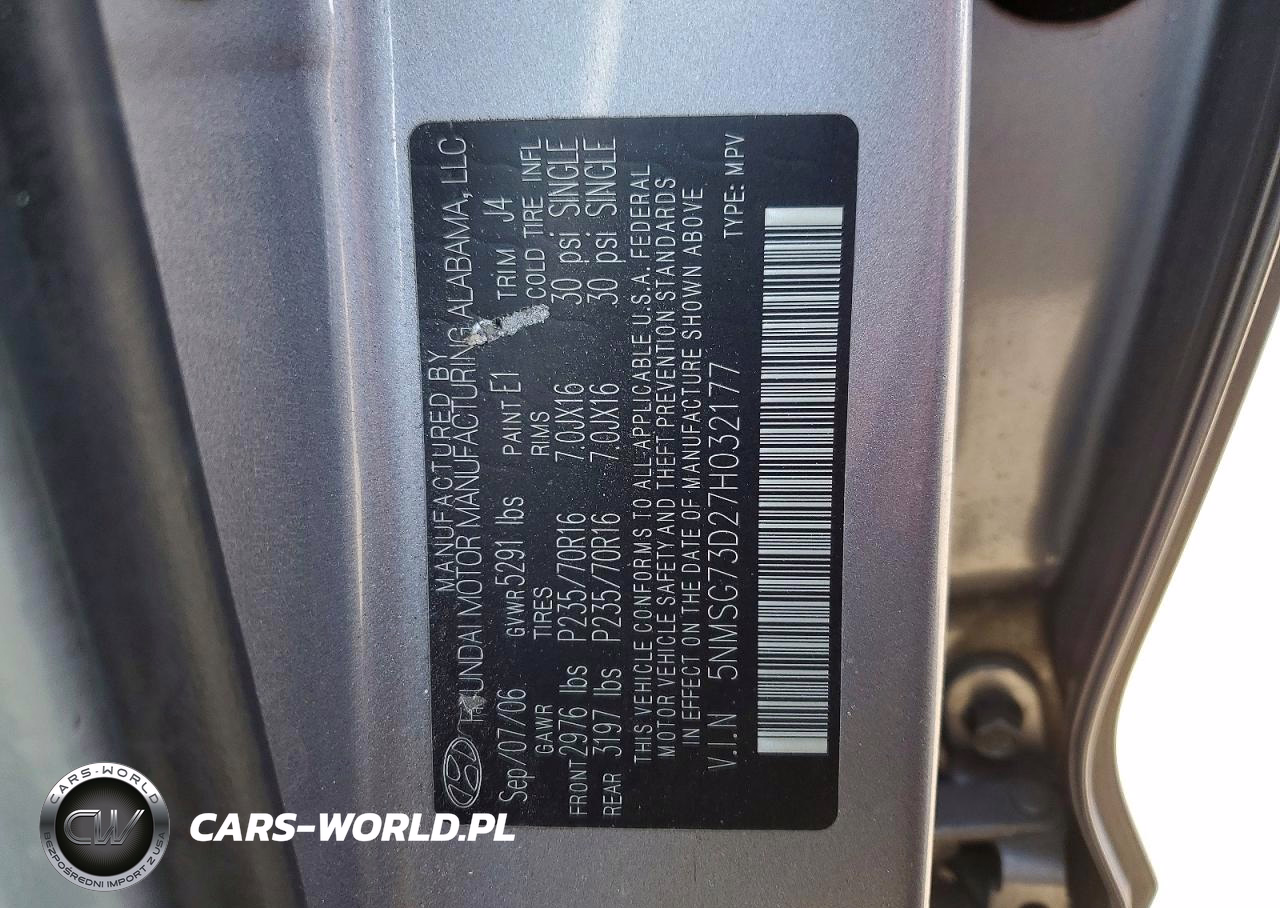 MANUFACTURED BY
HYUNDAI MOTOR MANUFACTURING ALABAMA, LLC
Sep/07/06 GVWR 5291 lbs PAINT E1 TRIM J4
GAWR TIRES RIMS COLD TIRE INFL
FRONT 2976 lbs P235/70R16 7.0JX16 30 psi SINGLE
REAR 3197 lbs P235/70R16 7.0JX16 30 psi SINGLE
THIS VEHICLE CONFORMS TO ALL APPLICABLE U.S.A. FEDERAL
MOTOR VEHICLE SAFETY AND THEFT PREVENTION STANDARDS
IN EFFECT ON THE DATE OF MANUFACTURE SHOWN ABOVE
V.I.N 5NMSG73D27H032177
TYPE: MPV
CARS-WORLD
CW
BEZPOŚREDNI IMPORT Z USA
CARS-WORLD.PL